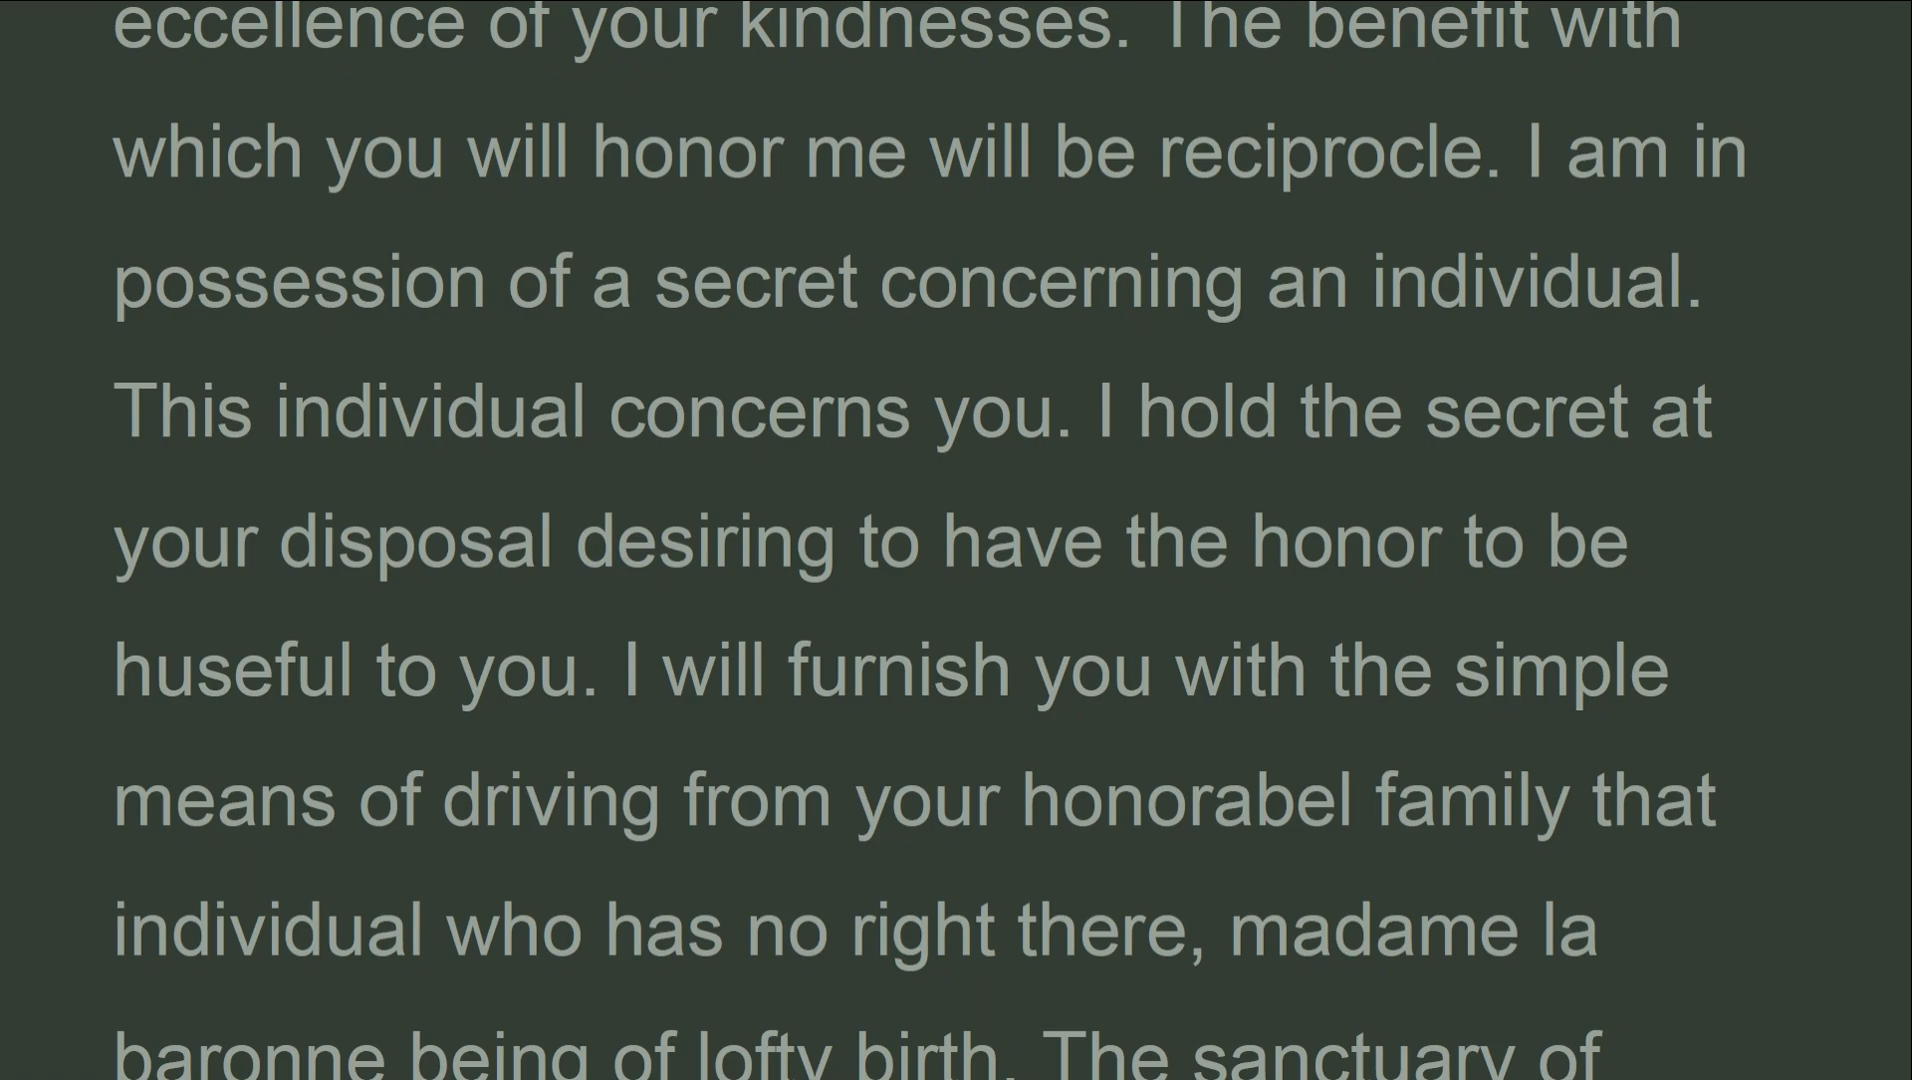 eccellence of your kindnesses. The benefit with
which you will honor me will be reciprocle. I am in
possession of a secret concerning an individual.
This individual concerns you. I hold the secret at
your disposal desiring to have the honor to be
huseful to you. I will furnish you with the simple
means of driving from your honorabel family that
individual who has no right there, madame la
baronne being of lofty birth. The sanctuary of